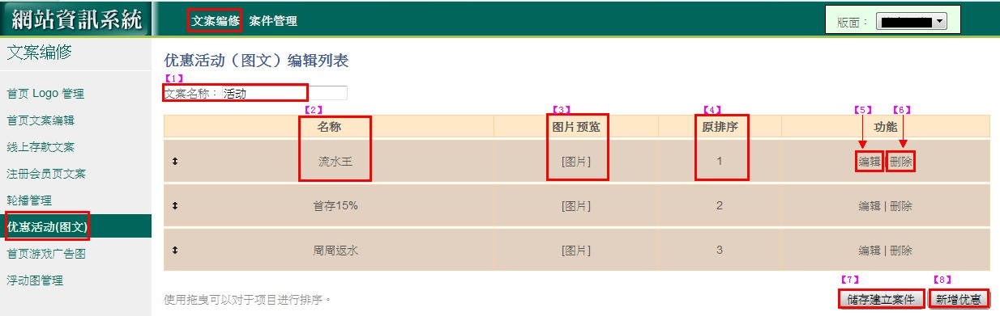 網站資訊系統
文案编修 案件管理
版面：
文案编修
首页 Logo 管理
首页文案编辑
线上存款文案
注册会员页文案
轮播管理
优惠活动(图文)
首页游戏广告图
浮动图管理
优惠活动（图文）编辑列表
【1】
文案名称： 活动
【2】 【3】 【4】 【5】 【6】
名称 图片预览 原排序 功能
流水王 [图片] 1 编辑 | 删除
首存15% [图片] 2 编辑 | 删除
周周返水 [图片] 3 编辑 | 删除
【7】 【8】
使用拖曳可以对于项目进行排序。 储存建立案件 新增优惠